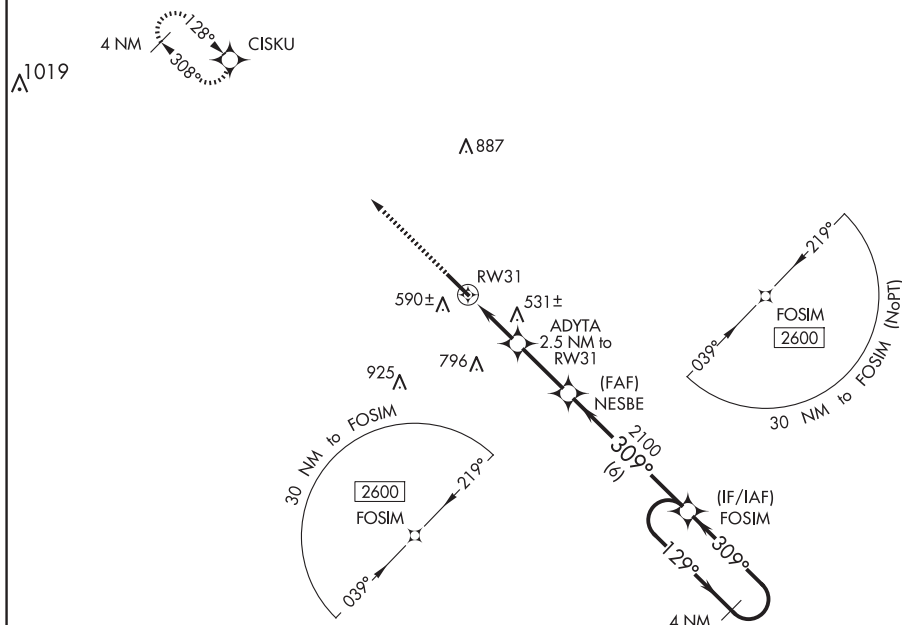 4 NM
128°
308°
CISKU
1019
887
RW31
590±
531±
ADYTA
2.5 NM to
RW31
796
925
(FAF)
NESBE
2100
309°
(6)
219°
039°
FOSIM
2600
30 NM to FOSIM (NoPT)
30 NM to FOSIM
2600
FOSIM
219°
039°
(IF/IAF)
FOSIM
129°
309°
4 NM